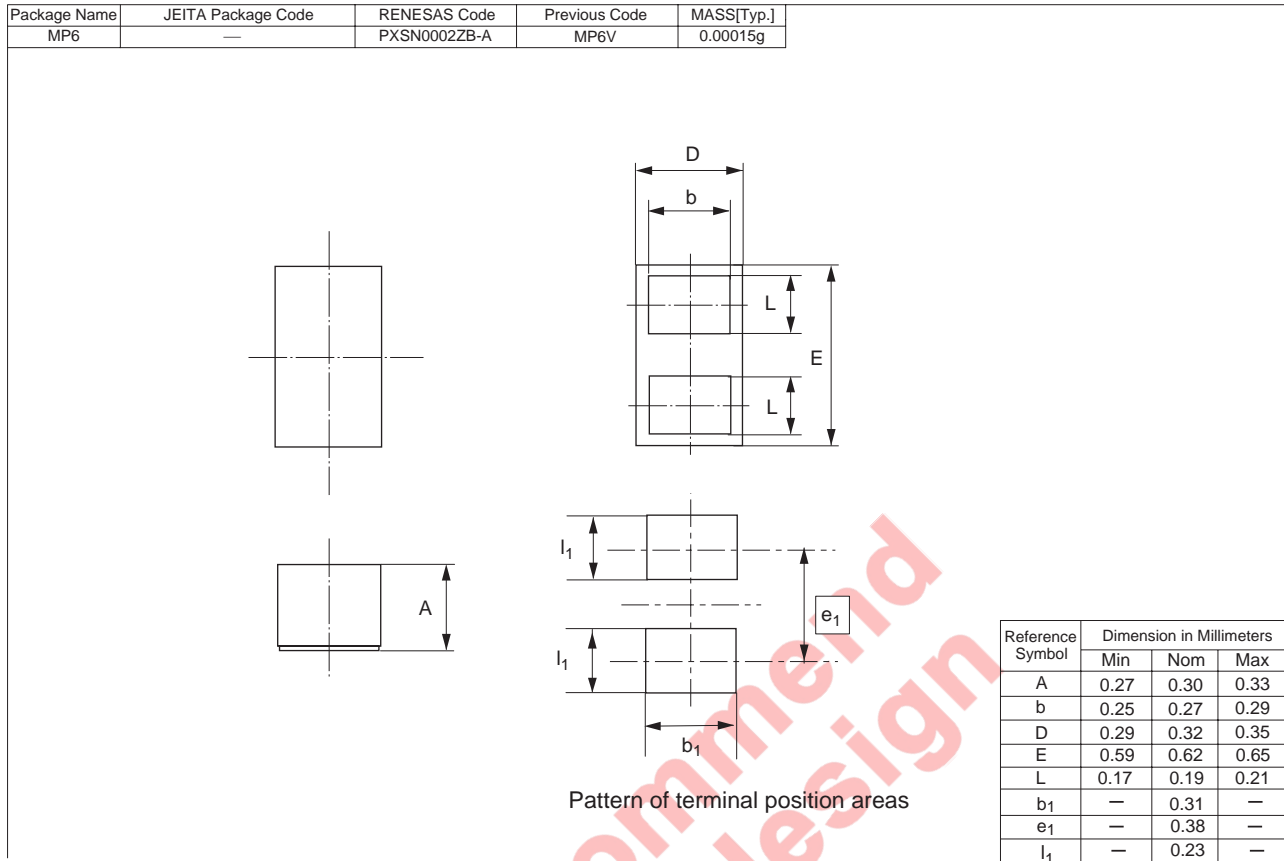 Package Name JEITA Package Code RENESAS Code Previous Code MASS[Typ.]
MP6 — PXSN0002ZB-A MP6V 0.00015g
D
b
L
E
L
A
l1
e1
l1
b1
Pattern of terminal position areas
ommend
design
Reference Symbol Dimension in Millimeters
Min Nom Max
A 0.27 0.30 0.33
b 0.25 0.27 0.29
D 0.29 0.32 0.35
E 0.59 0.62 0.65
L 0.17 0.19 0.21
b1 — 0.31 —
e1 — 0.38 —
l1 — 0.23 —